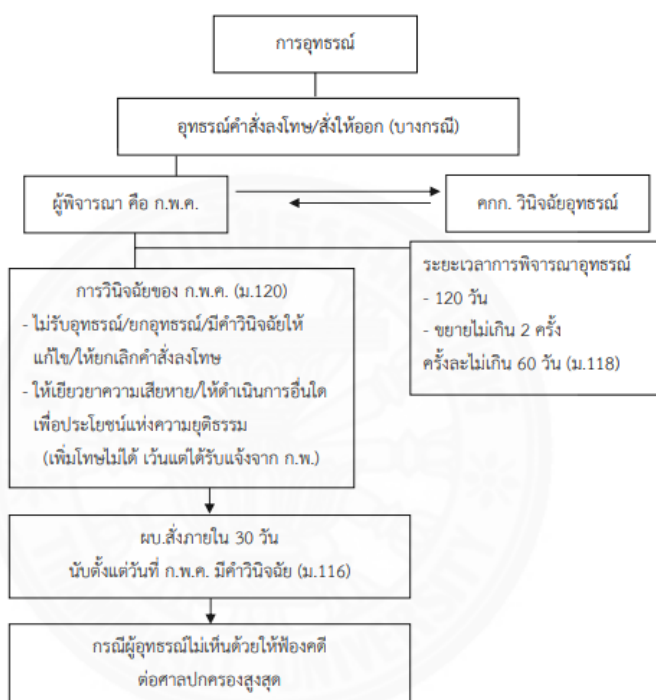 การอุทธรณ์
อุทธรณ์คำสั่งลงโทษ/สั่งให้ออก (บางกรณี)
ผู้พิจารณา คือ ก.พ.ค.
คกก. วินิจฉัยอุทธรณ์
การวินิจฉัยของ ก.พ.ค. (ม.120)
- ไม่รับอุทธรณ์/ยกอุทธรณ์/มีคำวินิจฉัยให้
แก้ไข/ให้ยกเลิกคำสั่งลงโทษ
- ให้เยียวยาความเสียหาย/ให้ดำเนินการอื่นใด
เพื่อประโยชน์แห่งความยุติธรรม
(เพิ่มโทษไม่ได้ เว้นแต่ได้รับแจ้งจาก ก.พ.)
ระยะเวลาการพิจารณาอุทธรณ์
- 120 วัน
- ขยายไม่เกิน 2 ครั้ง
ครั้งละไม่เกิน 60 วัน (ม.118)
ผบ.สั่งภายใน 30 วัน
นับตั้งแต่วันที่ ก.พ.ค. มีคำวินิจฉัย (ม.116)
กรณีผู้อุทธรณ์ไม่เห็นด้วยให้ฟ้องคดี
ต่อศาลปกครองสูงสุด